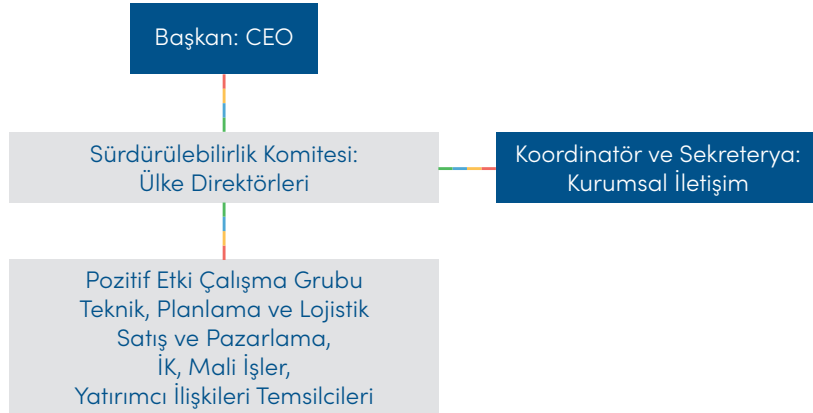 Başkan: CEO
Sürdürülebilirlik Komitesi:
Ülke Direktörleri
Koordinatör ve Sekreterya:
Kurumsal İletişim
Pozitif Etki Çalışma Grubu
Teknik, Planlama ve Lojistik
Satış ve Pazarlama,
İK, Mali İşler,
Yatırımcı İlişkileri Temsilcileri